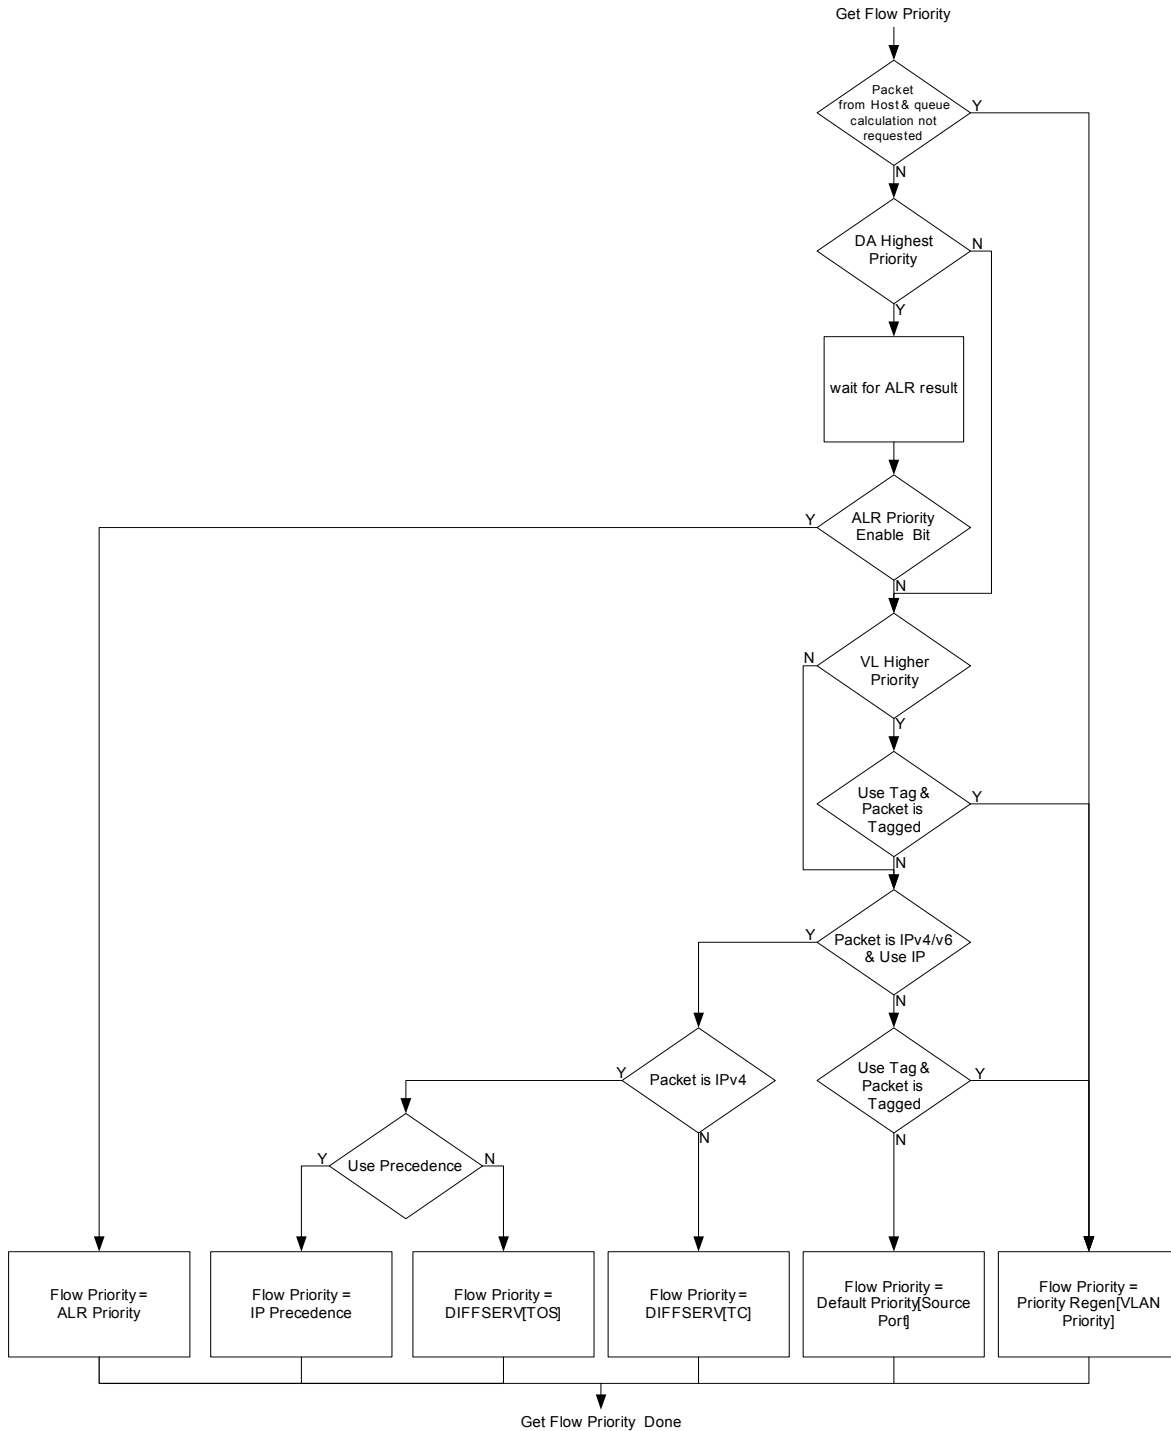 Get Flow Priority
Packet
from Host & queue
calculation not
requested
Y
N
DA Highest
Priority
N
Y
wait for ALR result
ALR Priority
Enable Bit
Y
N
VL Higher
Priority
N
Y
Use Tag &
Packet is
Tagged
Y
N
Packet is IPv4/v6
& Use IP
Y
N
Packet is IPv4
Y
N
Use Tag &
Packet is
Tagged
Y
N
Use Precedence
Y
N
Flow Priority =
ALR Priority
Flow Priority =
IP Precedence
Flow Priority =
DIFFSERV[TOS]
Flow Priority =
DIFFSERV[TC]
Flow Priority =
Default Priority[Source
Port]
Flow Priority =
Priority Regen[VLAN
Priority]
Get Flow Priority Done